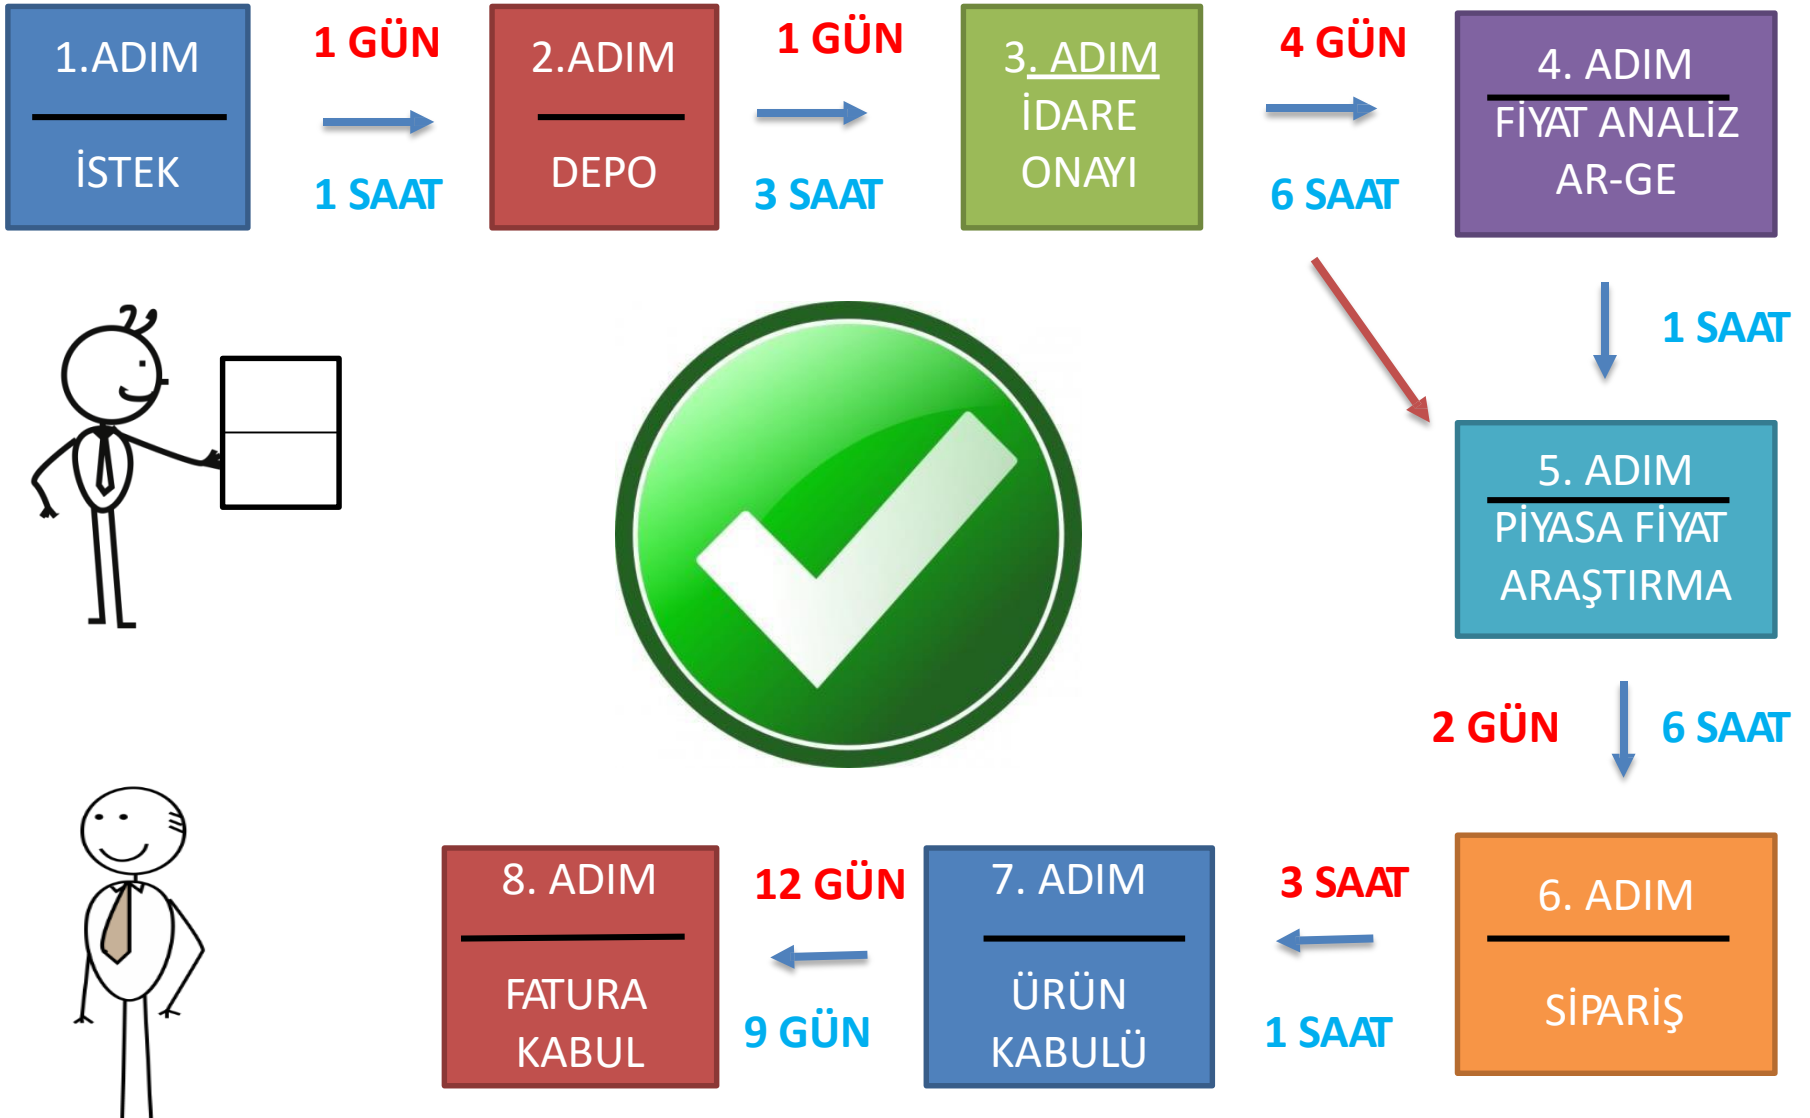 1.ADIM
İSTEK
1 GÜN
1 SAAT
2.ADIM
DEPO
1 GÜN
3 SAAT
3. ADIM
İDARE
ONAYI
4 GÜN
6 SAAT
4. ADIM
FİYAT ANALİZ
AR-GE
1 SAAT
5. ADIM
PİYASA FİYAT
ARAŞTIRMA
2 GÜN
6 SAAT
6. ADIM
SİPARİŞ
3 SAAT
1 SAAT
7. ADIM
ÜRÜN
KABULÜ
12 GÜN
9 GÜN
8. ADIM
FATURA
KABUL